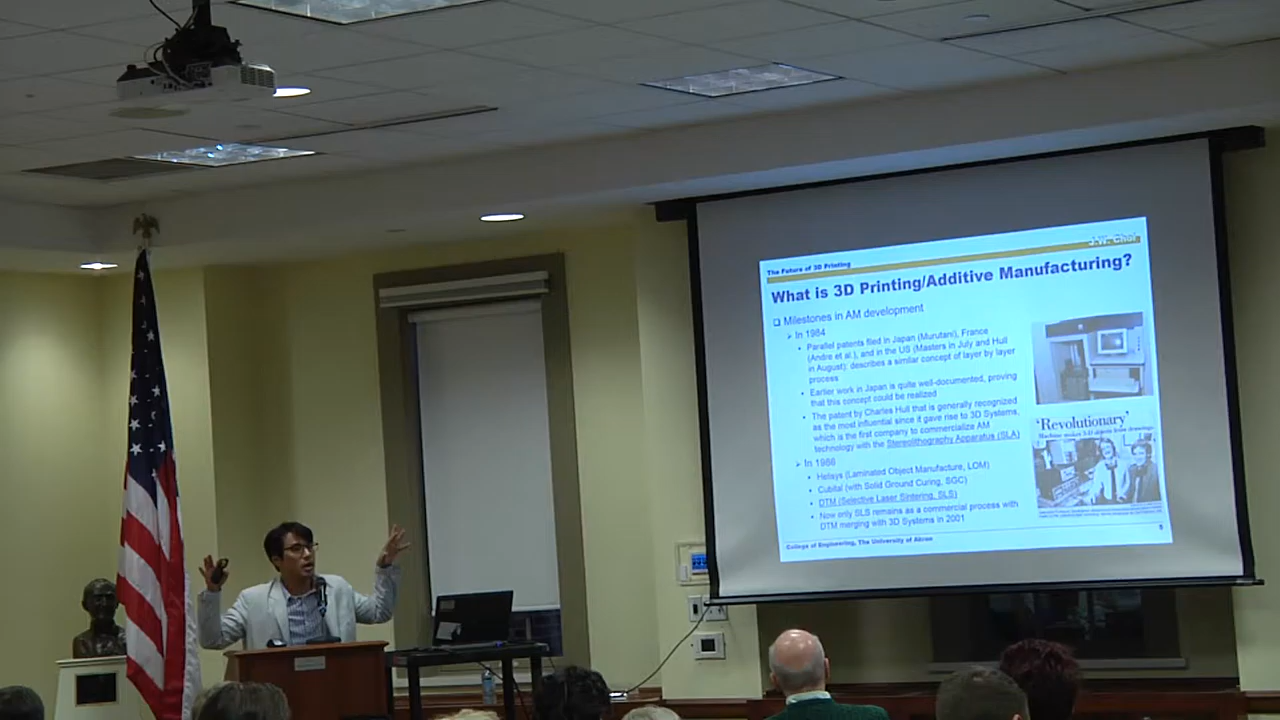 The Future of 3D Printing
J.W. Choi
What is 3D Printing/Additive Manufacturing?
Milestones in AM development
In 1984
Parallel patents filed in Japan (Murutani), France
(Andre et al.), and in the US (Masters in July and Hull
in August): describes a similar concept of layer by layer
process
Earlier work in Japan is quite well-documented, proving
that this concept could be realized
The patent by Charles Hull that is generally recognized
as the most influential since it gave rise to 3D Systems,
which is the first company to commercialize AM
technology with the Stereolithography Apparatus (SLA)
In 1986
Helisys (Laminated Object Manufacture, LOM)
Cubital (with Solid Ground Curing, SGC)
DTM (Selective Laser Sintering, SLS)
Now only SLS remains as a commercial process with
DTM merging with 3D Systems in 2001
'Revolutionary'
Machine makes 3-D objects from drawings
College of Engineering, The University of Akron